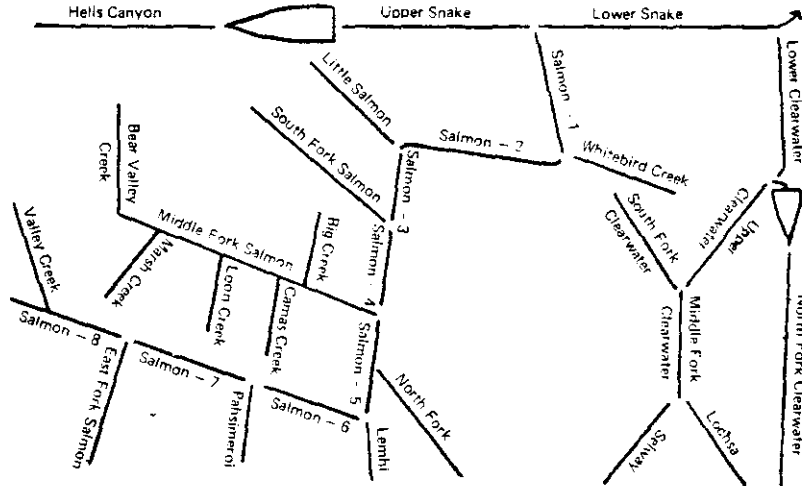 Hells Canyon
Upper Snake
Lower Snake
Lower Clearwater
Little Salmon
South Fork Salmon
Salmon - 1
Salmon - 2
Whitebird Creek
Salmon - 3
Bear Valley
Creek
Middle Fork Salmon
Big Creek
Salmon - 4
South Fork
Clearwater
Upper
Clearwater
Valley Creek
Marsh Creek
Loon Creek
Camas Creek
Salmon - 5
North Fork
Middle Fork
Clearwater
North Fork Clearwater
Salmon - 8
East Fork Salmon
Salmon - 7
Pahsimeroi
Salmon - 6
Lemhi
Selway
Lochsa